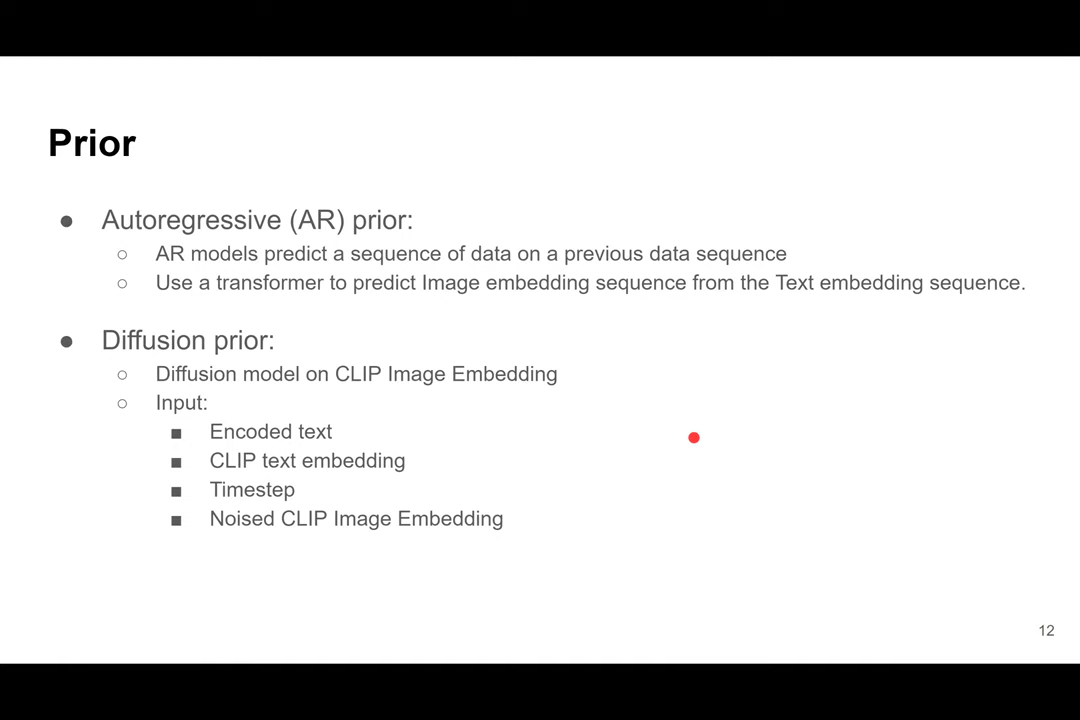 Prior
● Autoregressive (AR) prior:
○ AR models predict a sequence of data on a previous data sequence
○ Use a transformer to predict Image embedding sequence from the Text embedding sequence.
● Diffusion prior:
○ Diffusion model on CLIP Image Embedding
○ Input:
■ Encoded text
■ CLIP text embedding
■ Timestep
■ Noised CLIP Image Embedding
12